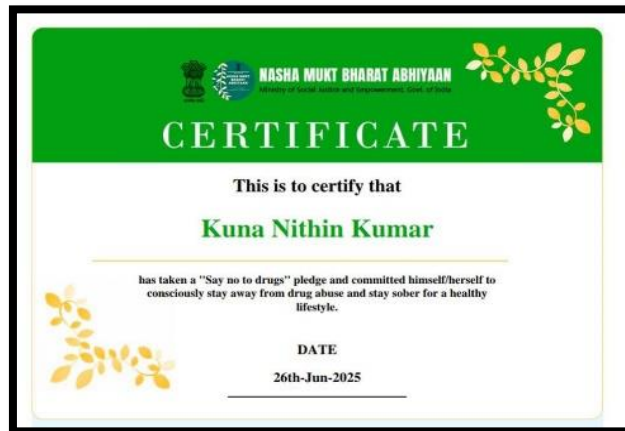 NASHA MUKT BHARAT ABHIYAAN
Ministry of Social Justice and Empowerment, Govt. of India
CERTIFICATE
This is to certify that
Kuna Nithin Kumar
has taken a "Say no to drugs" pledge and committed himself/herself to
consciously stay away from drug abuse and stay sober for a healthy
lifestyle.
DATE
26th-Jun-2025